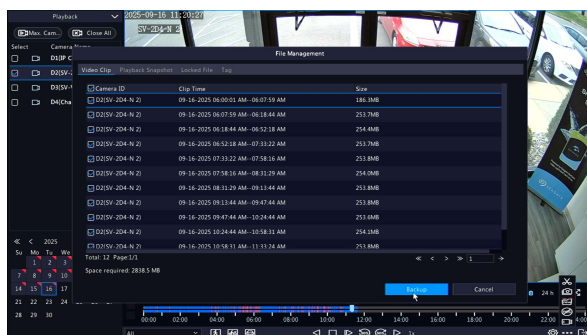 Playback
2025-09-16 11:20:27
Max. Cam...
Close All
SV-2D4-N 2
Select
Camera Name
D1(IP C
D2(SV-
D3(SV-
D4(Cha
File Management
Video Clip
Playback Snapshot
Locked File
Tag
Camera ID
Clip Time
Size
D2(SV-2D4-N 2)
09-16-2025 06:00:01 AM--06:07:59 AM
186.3MB
D2(SV-2D4-N 2)
09-16-2025 06:07:59 AM--06:18:44 AM
253.7MB
D2(SV-2D4-N 2)
09-16-2025 06:18:44 AM--06:52:18 AM
254.4MB
D2(SV-2D4-N 2)
09-16-2025 06:52:18 AM--07:33:22 AM
253.7MB
D2(SV-2D4-N 2)
09-16-2025 07:33:22 AM--07:58:16 AM
253.8MB
D2(SV-2D4-N 2)
09-16-2025 07:58:16 AM--08:31:29 AM
254.0MB
D2(SV-2D4-N 2)
09-16-2025 08:31:29 AM--09:13:44 AM
253.8MB
D2(SV-2D4-N 2)
09-16-2025 09:13:44 AM--09:47:44 AM
253.8MB
D2(SV-2D4-N 2)
09-16-2025 09:47:44 AM--10:24:44 AM
253.6MB
D2(SV-2D4-N 2)
09-16-2025 10:24:44 AM--10:58:31 AM
254.1MB
D2(SV-2D4-N 2)
09-16-2025 10:58:31 AM--11:33:24 AM
253.8MB
Total: 12 Page:1/1
1
Space required: 2838.5 MB
Backup
Cancel
2025
Su Mo Tu We
1 2 3
7 8 9 10
14 15 16 17
21 22 23 24
28 29 30
24 h
00:00 02:00 04:00 06:00 08:00 10:00 12:00 14:00 16:00 18:00 20:00 22:00
All
1x